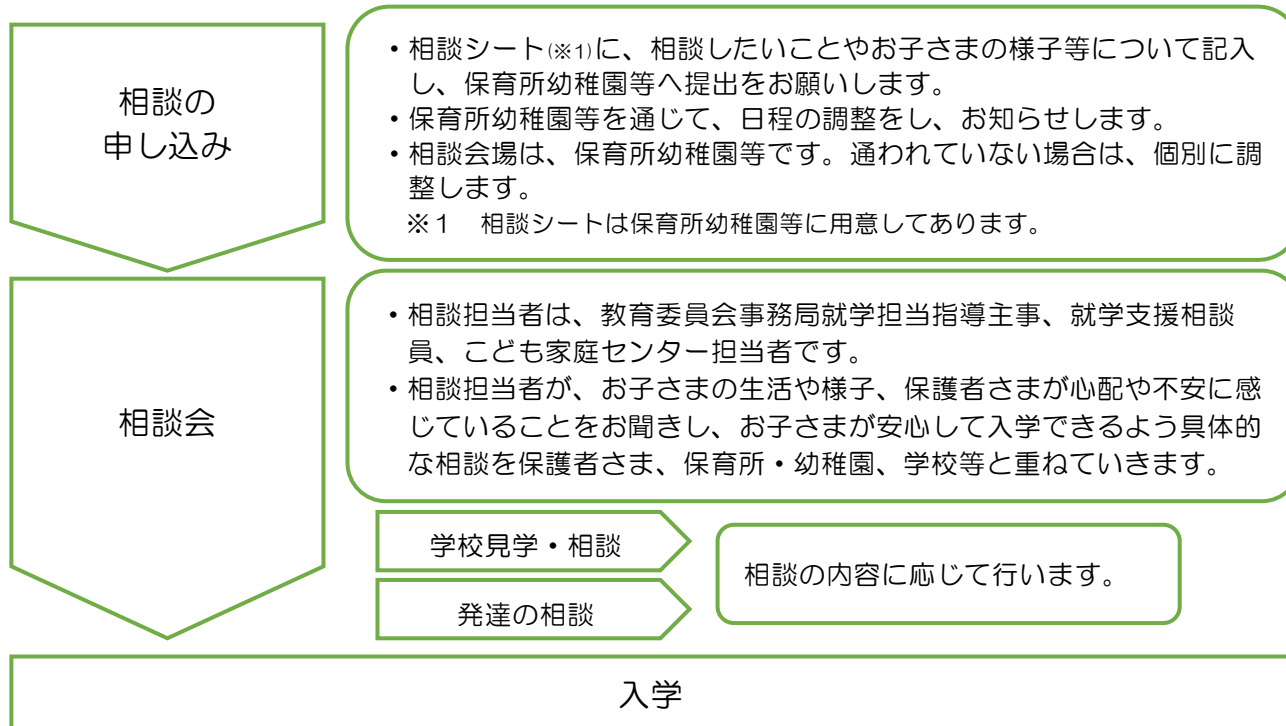 相談の
申し込み
・相談シート(※1)に、相談したいことやお子さまの様子等について記入
し、保育所幼稚園等へ提出をお願いします。
・保育所幼稚園等を通じて、日程の調整をし、お知らせします。
・相談会場は、保育所幼稚園等です。通われていない場合は、個別に調
整します。
※１　相談シートは保育所幼稚園等に用意してあります。
相談会
・相談担当者は、教育委員会事務局就学担当指導主事、就学支援相談
員、こども家庭センター担当者です。
・相談担当者が、お子さまの生活や様子、保護者さまが心配や不安に感
じていることをお聞きし、お子さまが安心して入学できるよう具体的
な相談を保護者さま、保育所・幼稚園、学校等と重ねていきます。
学校見学・相談
発達の相談
相談の内容に応じて行います。
入学